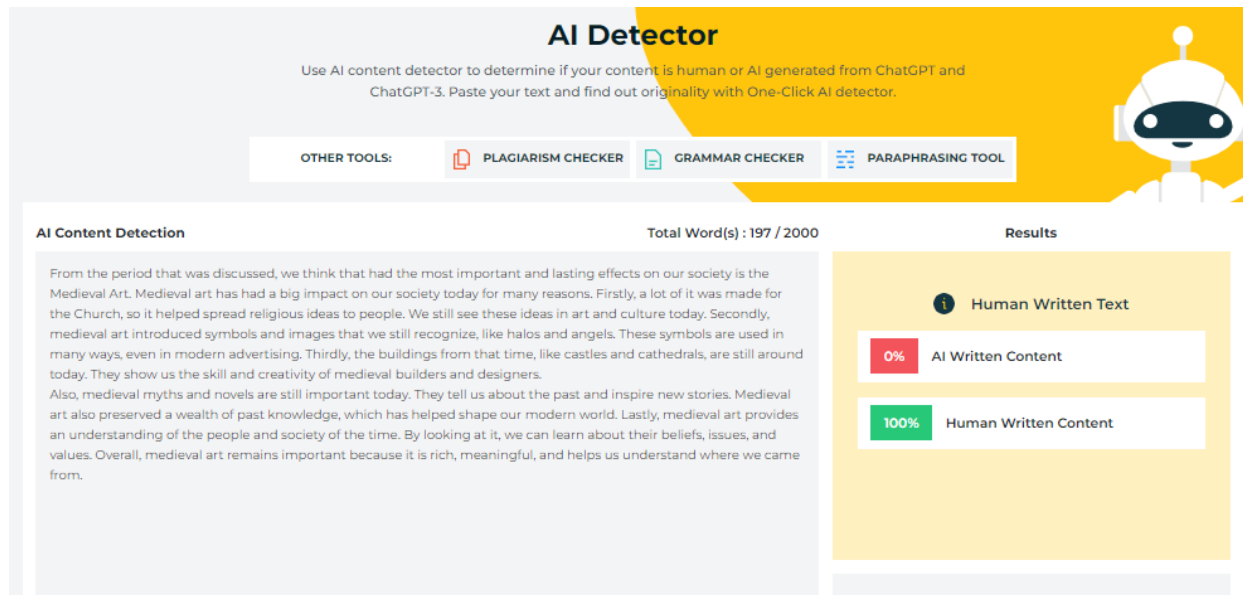 AI Detector
Use AI content detector to determine if your content is human or AI generated from ChatGPT and
ChatGPT-3. Paste your text and find out originality with One-Click AI detector.
OTHER TOOLS:
PLAGIARISM CHECKER
GRAMMAR CHECKER
PARAPHRASING TOOL
AI Content Detection
Total Word(s) : 197 / 2000
From the period that was discussed, we think that had the most important and lasting effects on our society is the
Medieval Art. Medieval art has had a big impact on our society today for many reasons. Firstly, a lot of it was made for
the Church, so it helped spread religious ideas to people. We still see these ideas in art and culture today. Secondly,
medieval art introduced symbols and images that we still recognize, like halos and angels. These symbols are used in
many ways, even in modern advertising. Thirdly, the buildings from that time, like castles and cathedrals, are still around
today. They show us the skill and creativity of medieval builders and designers.
Also, medieval myths and novels are still important today. They tell us about the past and inspire new stories. Medieval
art also preserved a wealth of past knowledge, which has helped shape our modern world. Lastly, medieval art provides
an understanding of the people and society of the time. By looking at it, we can learn about their beliefs, issues, and
values. Overall, medieval art remains important because it is rich, meaningful, and helps us understand where we came
from.
Results
i Human Written Text
0% AI Written Content
100% Human Written Content